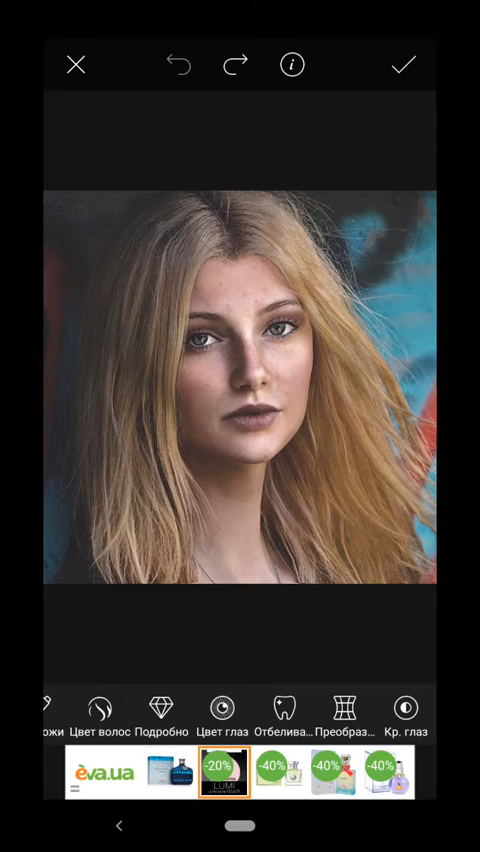 ожи Цвет волос Подробно Цвет глаз Отбелива... Преобраз... Кр. глаз
èva.ua -20% -40% -40% -40%
LUMI